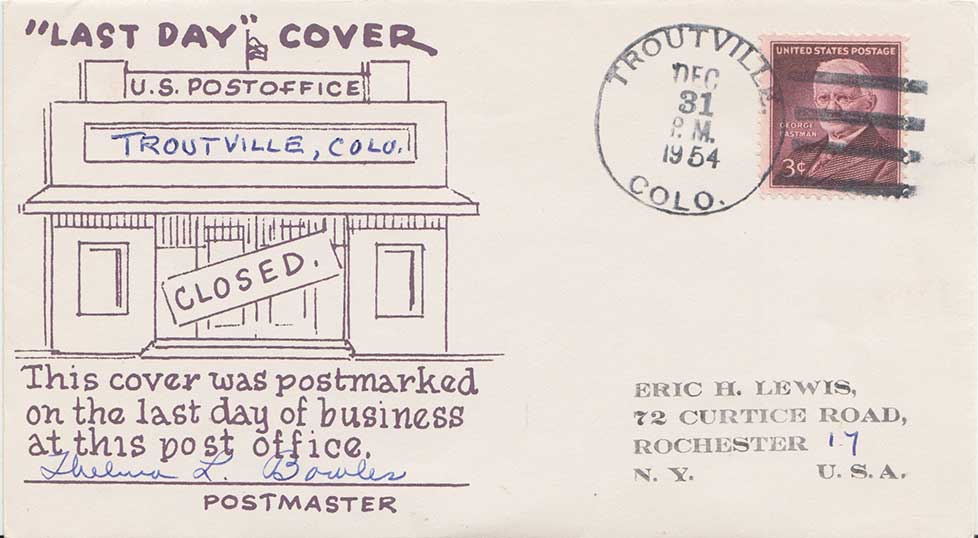 "LAST DAY" COVER
U.S. POSTOFFICE
TROUTVILLE, COLO.
CLOSED.
This cover was postmarked
on the last day of business
at this post office.
Thelma L. Bowles
POSTMASTER
TROUTVILLE,
DEC
31
P.M.
1954
COLO.
UNITED STATES POSTAGE
GEORGE
EASTMAN
3¢
ERIC H. LEWIS,
72 CURTICE ROAD,
ROCHESTER 17
N. Y. U. S. A.